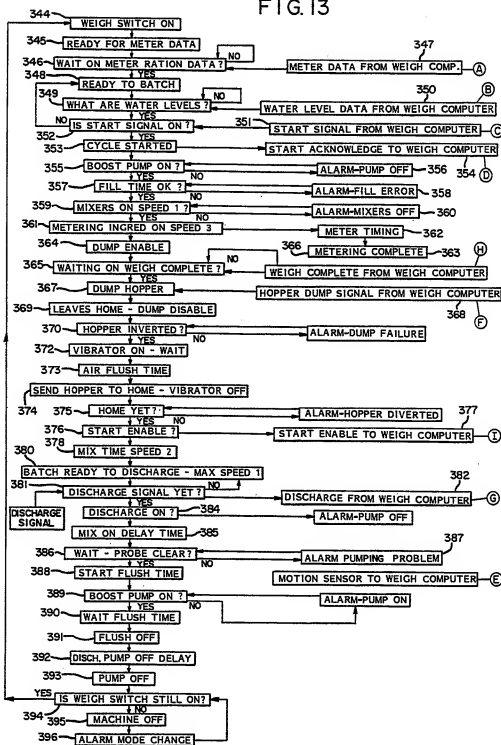 FIG.13
344 WEIGH SWITCH ON
345 READY FOR METER DATA
NO
346 WAIT ON METER RATION DATA? METER DATA FROM WEIGH COMP. 347 A
YES
348 READY TO BATCH
NO
349 WHAT ARE WATER LEVELS? WATER LEVEL DATA FROM WEIGH COMPUTER 350 B
YES
NO 352 IS START SIGNAL ON? 351 START SIGNAL FROM WEIGH COMPUTER C
YES
353 CYCLE STARTED START ACKNOWLEDGE TO WEIGH COMPUTER 354 D
355 BOOST PUMP ON? ALARM-PUMP OFF 356
YES NO
357 FILL TIME OK? ALARM-FILL ERROR 358
YES NO
359 MIXERS ON SPEED 1? ALARM-MIXERS OFF 360
YES NO
361 METERING INGRED ON SPEED 3 METER TIMING 362
364 DUMP ENABLE 366 METERING COMPLETE 363
NO
365 WAITING ON WEIGH COMPLETE? WEIGH COMPLETE FROM WEIGH COMPUTER H
YES
367 DUMP HOPPER HOPPER DUMP SIGNAL FROM WEIGH COMPUTER 368 F
369 LEAVES HOME - DUMP DISABLE
370 HOPPER INVERTED? ALARM-DUMP FAILURE
YES NO
372 VIBRATOR ON - WAIT
373 AIR FLUSH TIME
374 SEND HOPPER TO HOME - VIBRATOR OFF
375 HOME YET? ALARM-HOPPER DIVERTED
YES NO
376 START ENABLE? START ENABLE TO WEIGH COMPUTER 377 I
378 MIX TIME SPEED 2
380 BATCH READY TO DISCHARGE - MAX SPEED 1
NO
381 DISCHARGE SIGNAL YET? DISCHARGE FROM WEIGH COMPUTER 382 G
YES
DISCHARGE SIGNAL
DISCHARGE ON? 384 ALARM-PUMP OFF
MIX ON DELAY TIME 385
386 WAIT - PROBE CLEAR? ALARM PUMPING PROBLEM 387
YES NO
388 START FLUSH TIME MOTION SENSOR TO WEIGH COMPUTER E
389 BOOST PUMP ON? ALARM-PUMP ON
YES NO
390 WAIT FLUSH TIME
391 FLUSH OFF
392 DISCH. PUMP OFF DELAY
393 PUMP OFF
YES 394 IS WEIGH SWITCH STILL ON?
NO
395 MACHINE OFF
396 ALARM MODE CHANGE